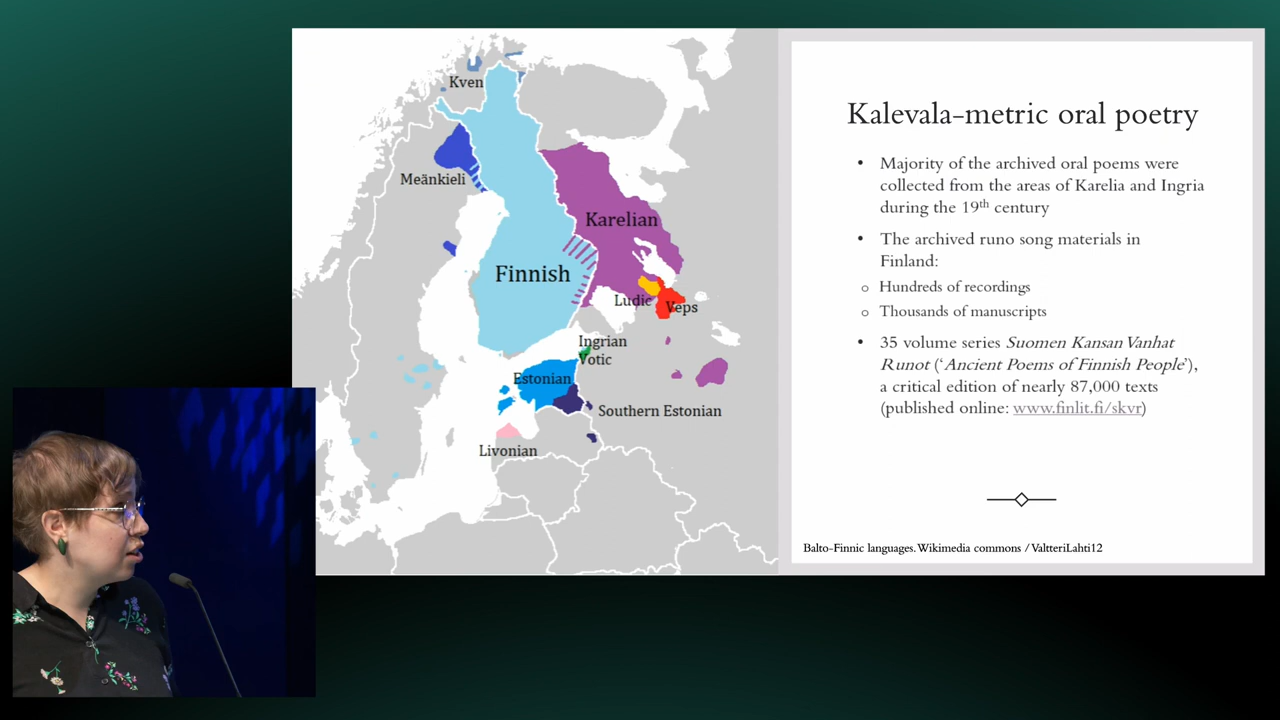 Kven
Meänkieli
Karelian
Finnish
Ludic
Veps
Ingrian
Votic
Estonian
Southern Estonian
Livonian
Kalevala-metric oral poetry
• Majority of the archived oral poems were
collected from the areas of Karelia and Ingria
during the 19th century
• The archived runo song materials in
Finland:
o Hundreds of recordings
o Thousands of manuscripts
• 35 volume series Suomen Kansan Vanhat
Runot (‘Ancient Poems of Finnish People’),
a critical edition of nearly 87,000 texts
(published online: www.finlit.fi/skvr)
Balto-Finnic languages. Wikimedia commons / ValtteriLahti12